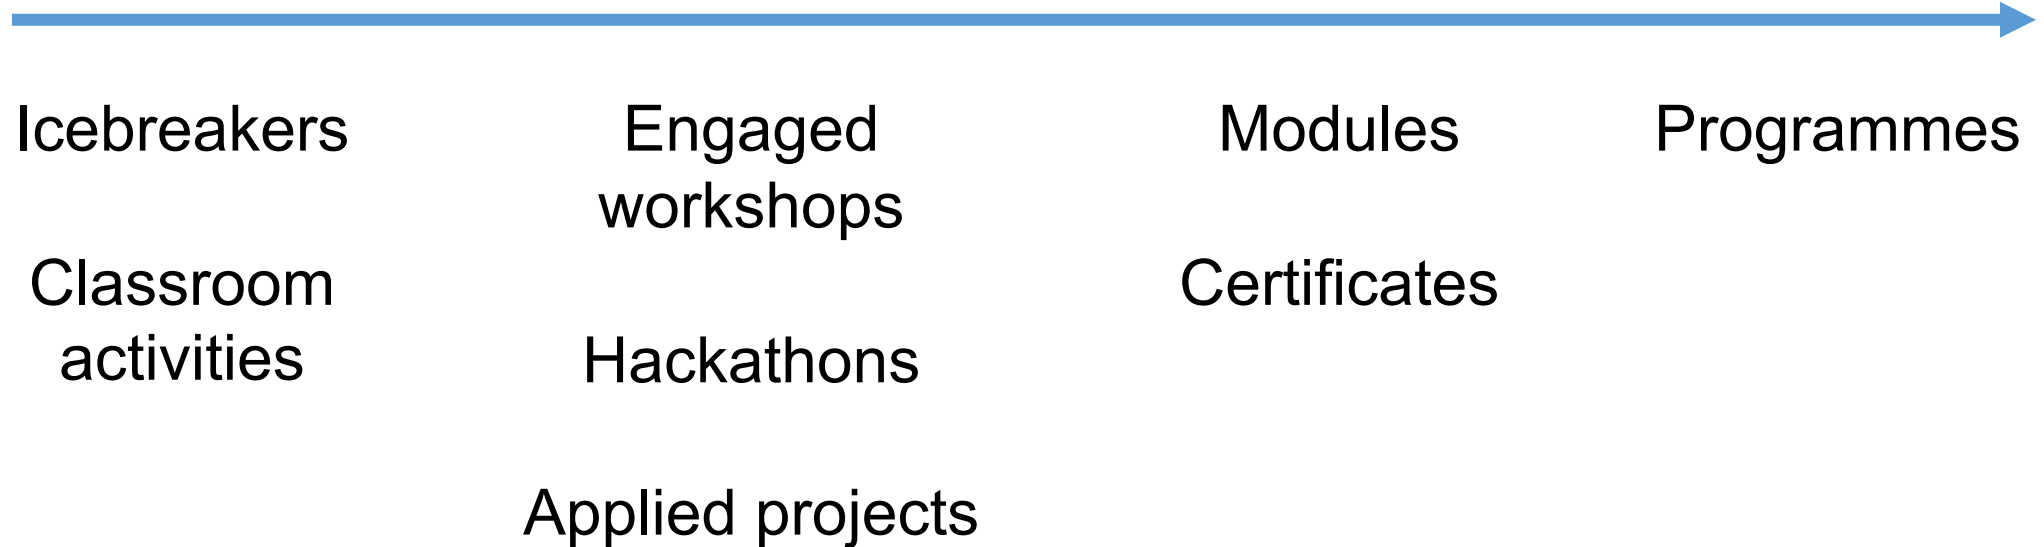 Icebreakers
Classroom
activities
Engaged
workshops
Hackathons
Applied projects
Modules
Certificates
Programmes